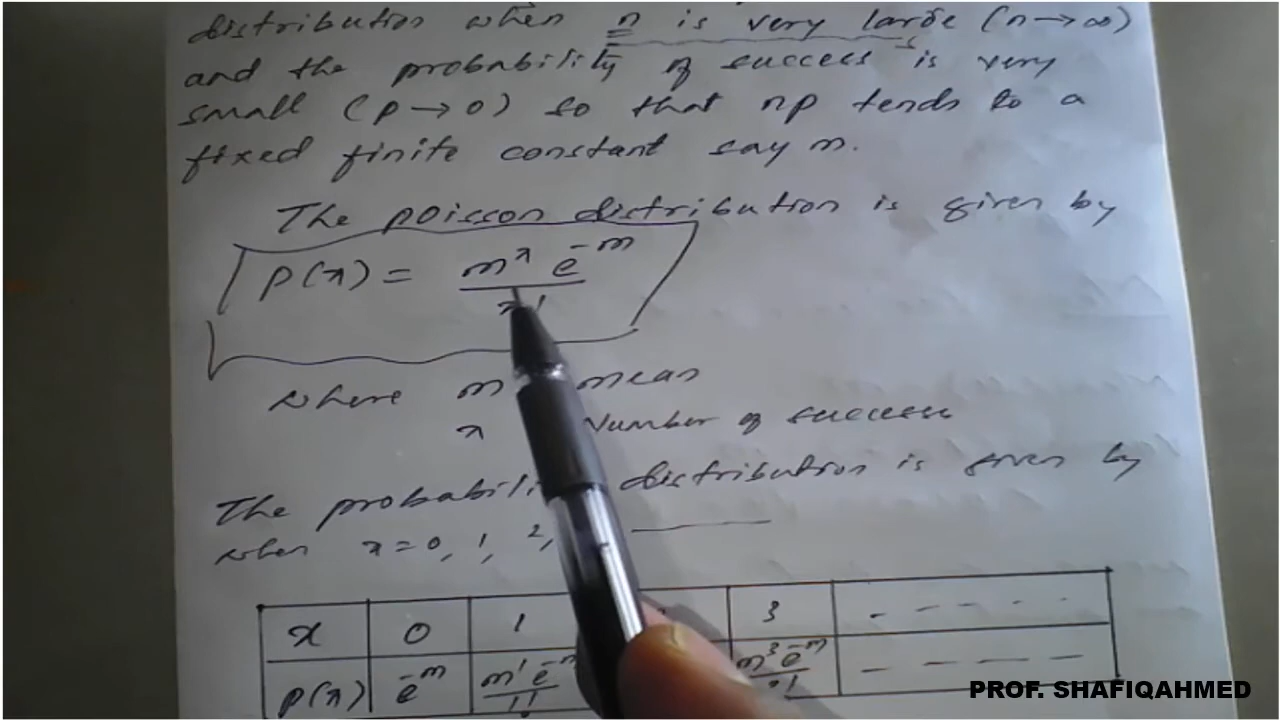 distribution when n is very large (n→∞)
and the probability of success is very
small (p→0) so that np tends to a
fixed finite constant say m.
The poisson distribution is given by
P(x) = m^x e^-m / x!
where m mean
x Number of success
The probabili distribution is given by
when x = 0, 1, 2, ———
x 0 1 3 - - - - -
P(x) e^-m m^1 e^-m / 1! m^3 e^-m / ! - - - -
PROF. SHAFIQAHMED